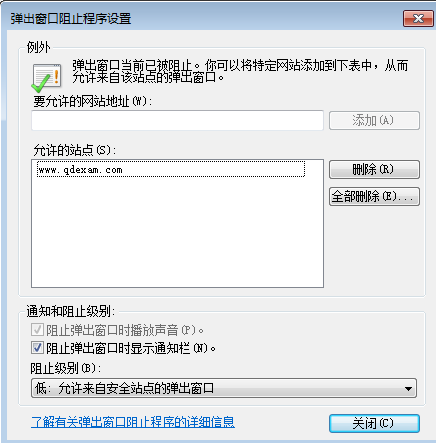 弹出窗口阻止程序设置
例外
弹出窗口当前已被阻止。你可以将特定网站添加到下表中，从而
允许来自该站点的弹出窗口。
要允许的网站地址(W):
添加(A)
允许的站点(S):
www.qdexam.com
删除(R)
全部删除(E)...
通知和阻止级别:
阻止弹出窗口时播放声音(P)。
阻止弹出窗口时显示通知栏(N)。
阻止级别(B):
低: 允许来自安全站点的弹出窗口
了解有关弹出窗口阻止程序的详细信息
关闭(C)